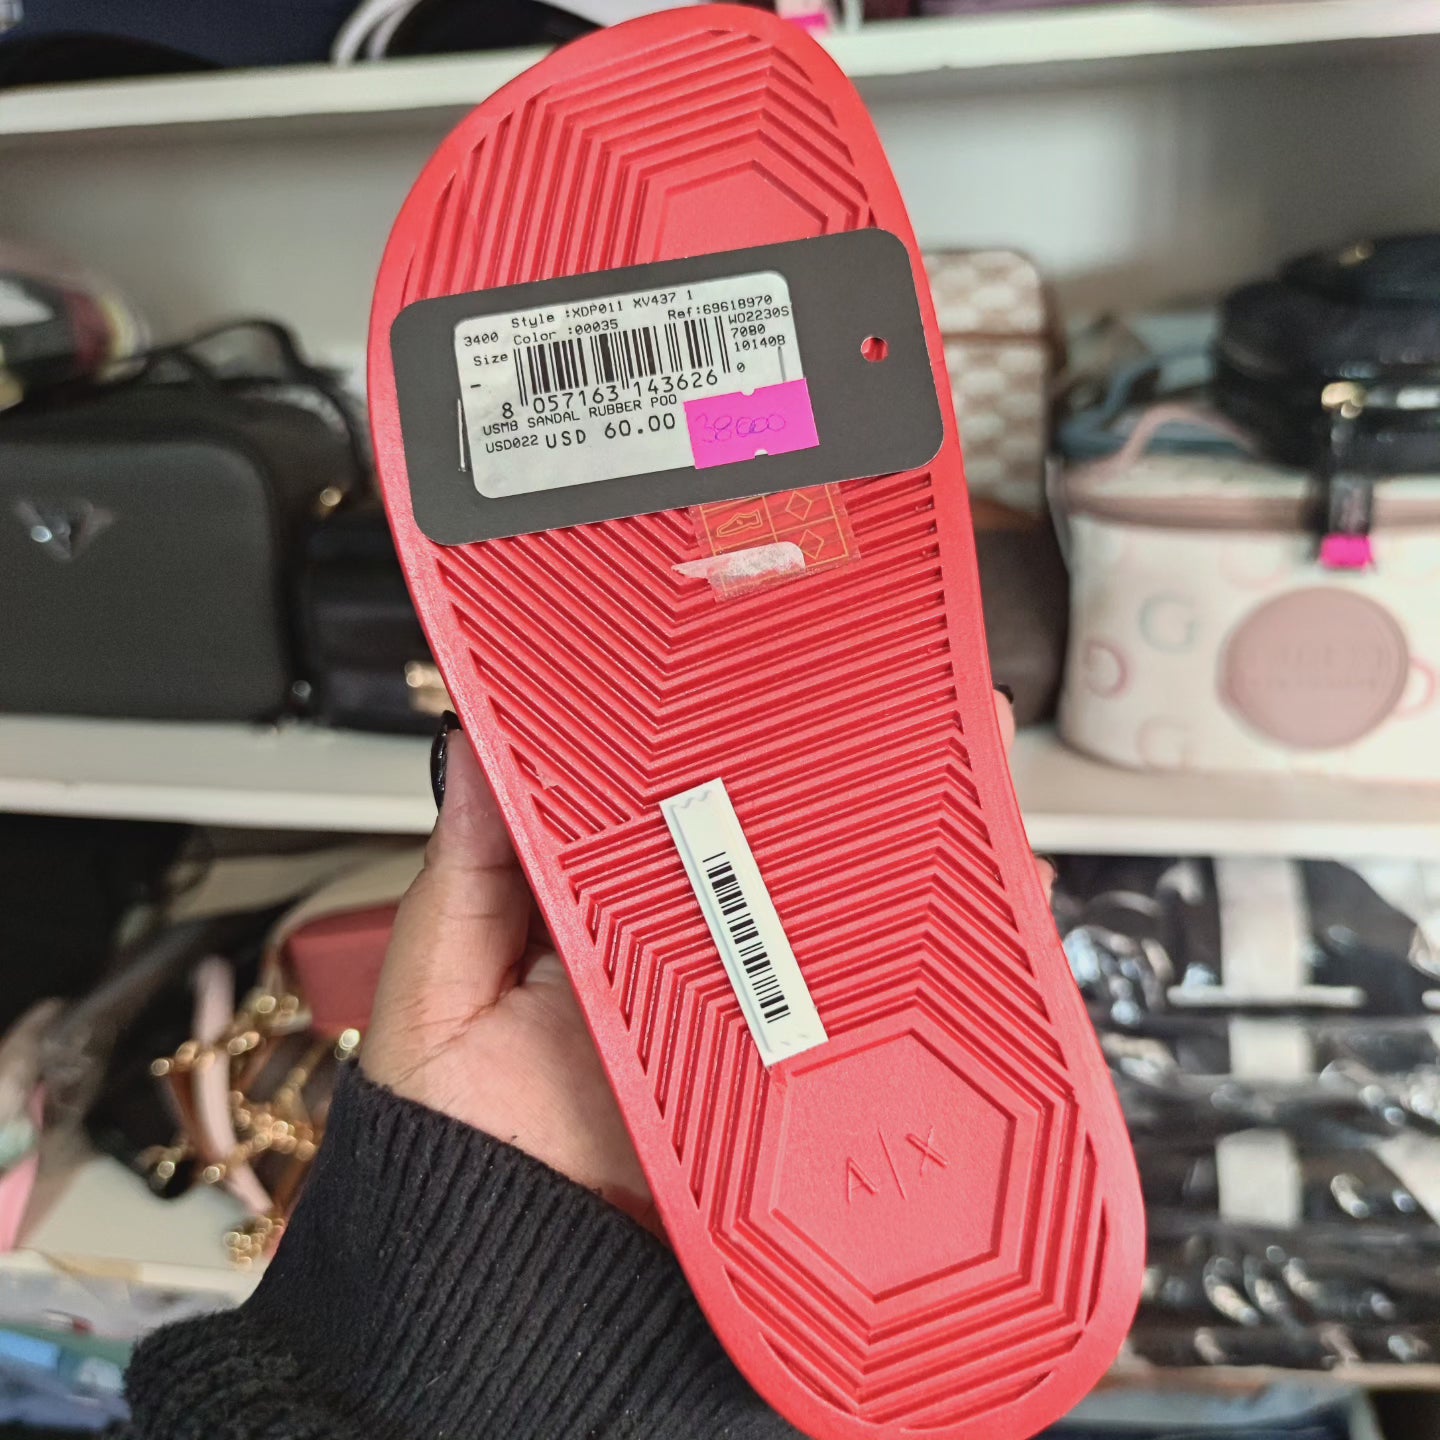 Style :XDP011 XV437 1
3400 Color :00035 Ref:69618970
Size W02230S
- 7080
101408
0
8 057163 143626
USM8 SANDAL RUBBER POO
USD022 USD 60.00
38000
A|X
G
G